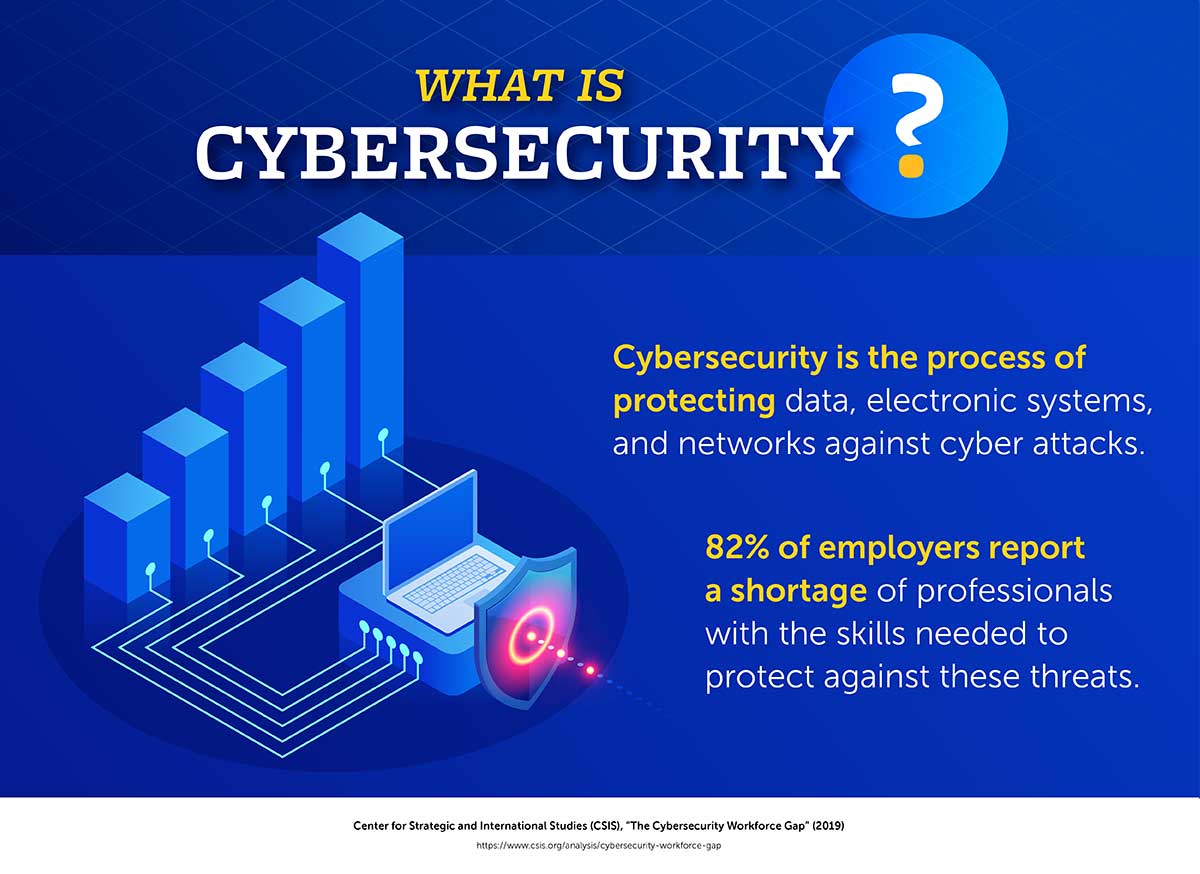 WHAT IS
CYBERSECURITY ?
Cybersecurity is the process of
protecting data, electronic systems,
and networks against cyber attacks.
82% of employers report
a shortage of professionals
with the skills needed to
protect against these threats.
Center for Strategic and International Studies (CSIS), "The Cybersecurity Workforce Gap" (2019)
https://www.csis.org/analysis/cybersecurity-workforce-gap